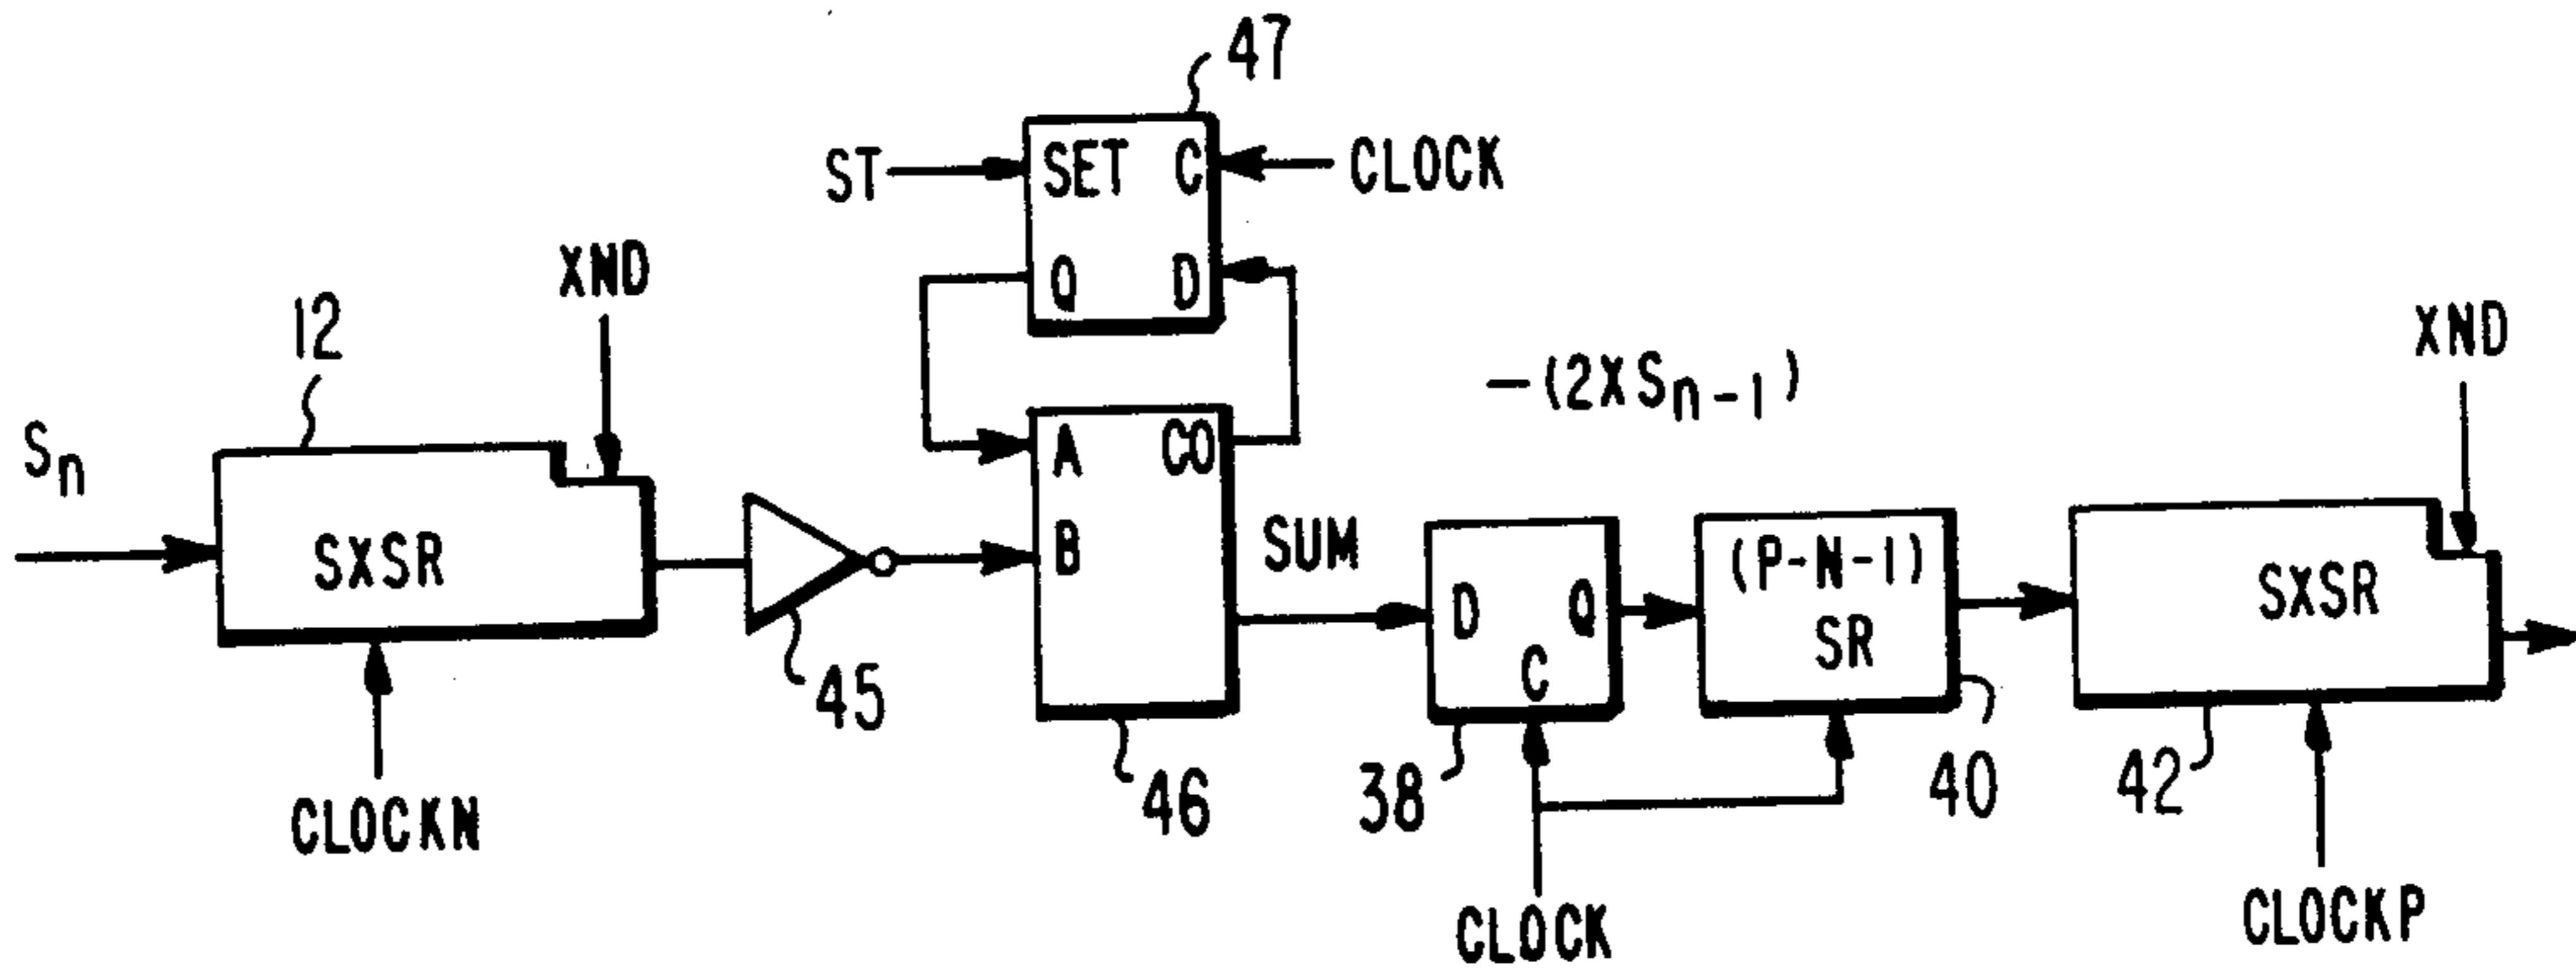 47
ST
SET
C
CLOCK
Q
D
XND
12
Sn
SXSR
CLOCKN
45
A
CO
B
SUM
46
−(2XSn−1)
D
Q
C
38
(P-N-1)
SR
40
CLOCK
XND
SXSR
42
CLOCKP